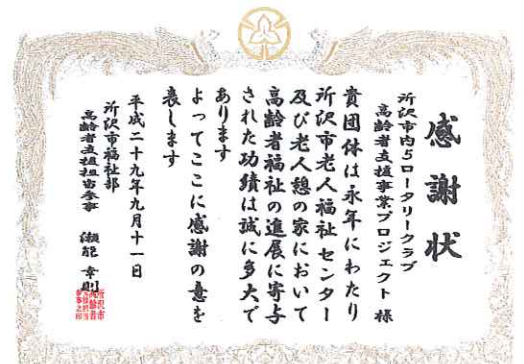 感謝状
所沢市内5ロータリークラブ
高齢者支援事業プロジェクト 様
貴団体は永年にわたり
所沢市老人福祉センター
及び老人憩の家において
高齢者福祉の進展に寄与
された功績は誠に多大で
あります
よってここに感謝の意を
表します
平成二十九年九月十一日
所沢市福祉部
高齢者支援担当参事 瀬能 幸則